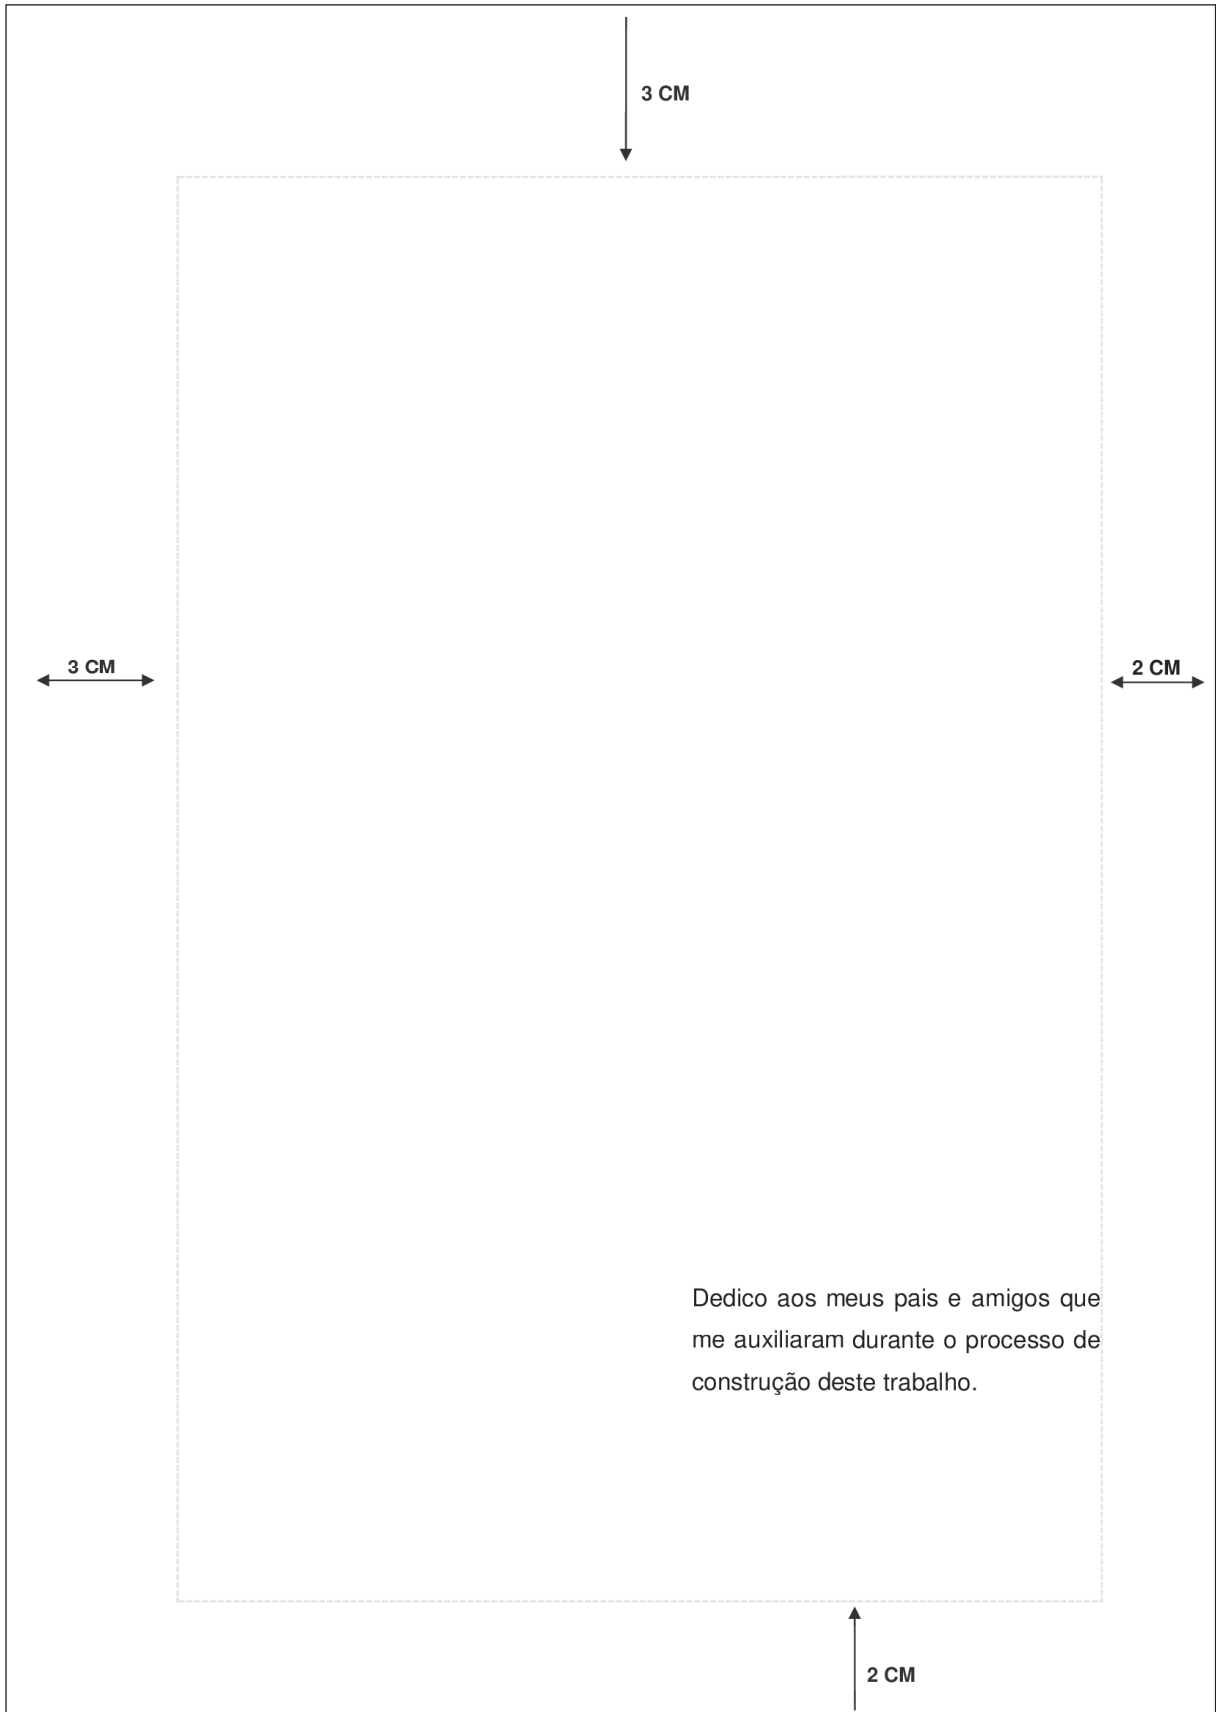 3 CM
3 CM
2 CM
Dedico aos meus pais e amigos que
me auxiliaram durante o processo de
construção deste trabalho.
2 CM